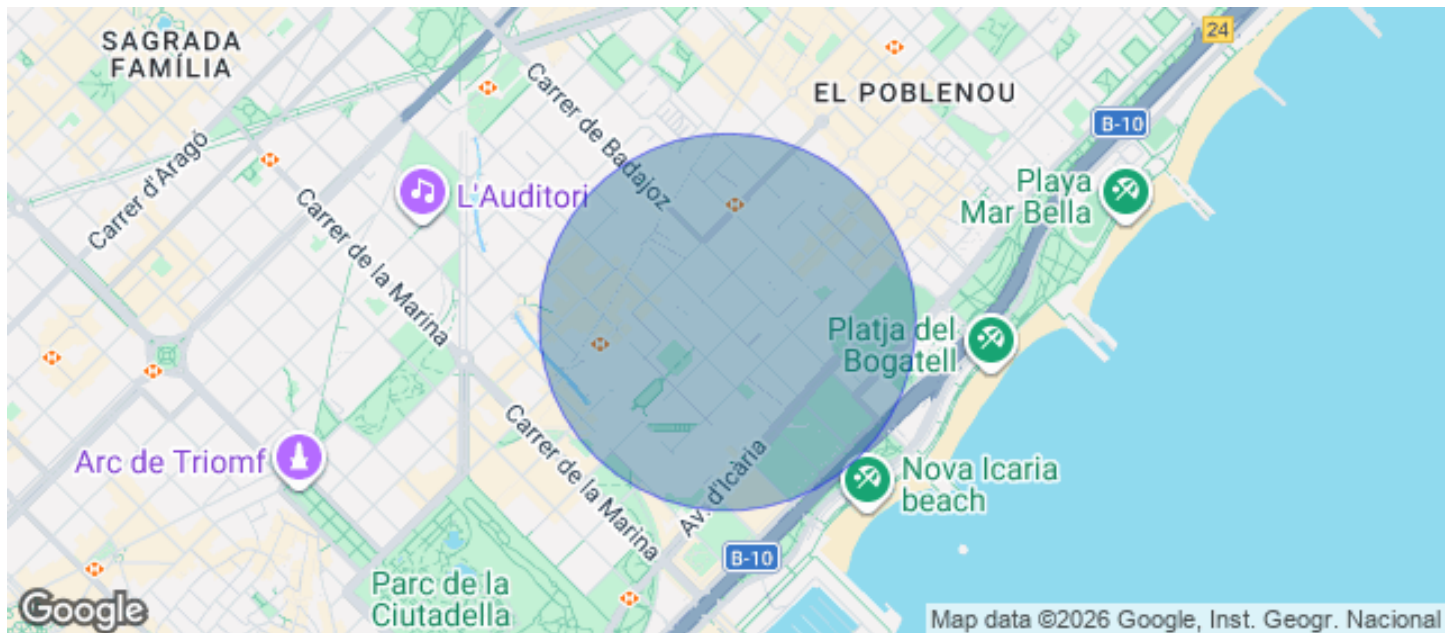 SAGRADA
FAMÍLIA
24
Carrer de Badajoz
EL POBLENOU
B-10
Carrer d'Aragó
L'Auditori
Playa
Mar Bella
Carrer de la Marina
Platja del
Bogatell
Arc de Triomf
Carrer de la Marina
Av. d'Icària
Nova Icaria
beach
B-10
Parc de la
Ciutadella
Google
Map data ©2026 Google, Inst. Geogr. Nacional